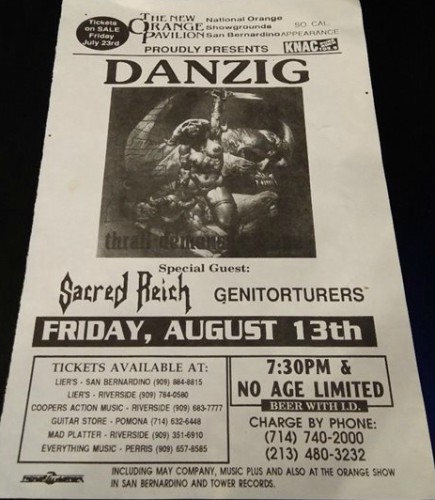 Tickets
on SALE
Friday
July 23rd
THE NEW
ORANGE
PAVILION
National Orange
Showgrounds
San Bernardino
SO. CAL.
APPEARANCE
PROUDLY PRESENTS
KNAC
DANZIG
thrall-demon
Special Guest:
Sacred Reich
GENITORTURERS™
FRIDAY, AUGUST 13th
TICKETS AVAILABLE AT:
LIER'S - SAN BERNARDINO (909) 884-8815
LIER'S - RIVERSIDE (909) 784-0580
COOPERS ACTION MUSIC - RIVERSIDE (909) 683-7777
GUITAR STORE - POMONA (714) 632-6448
MAD PLATTER - RIVERSIDE (909) 351-6910
EVERYTHING MUSIC - PERRIS (909) 657-8585
7:30PM &
NO AGE LIMITED
BEER WITH I.D.
CHARGE BY PHONE:
(714) 740-2000
(213) 480-3232
INCLUDING MAY COMPANY, MUSIC PLUS AND ALSO AT THE ORANGE SHOW
IN SAN BERNARDINO AND TOWER RECORDS.